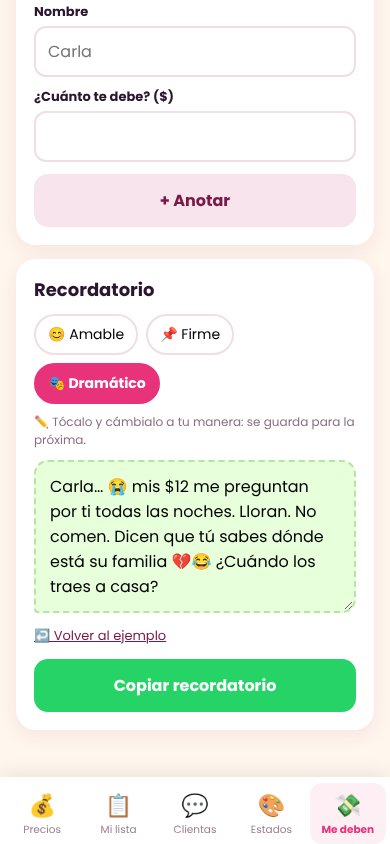 Nombre
Carla
¿Cuánto te debe? ($)
+ Anotar
Recordatorio
😊 Amable
📌 Firme
🎭 Dramático
✏️ Tócalo y cámbialo a tu manera: se guarda para la
próxima.
Carla... 😭 mis $12 me preguntan
por ti todas las noches. Lloran. No
comen. Dicen que tú sabes dónde
está su familia 💔😂 ¿Cuándo los
traes a casa?
↩️ Volver al ejemplo
Copiar recordatorio
Precios
Mi lista
Clientas
Estados
Me deben